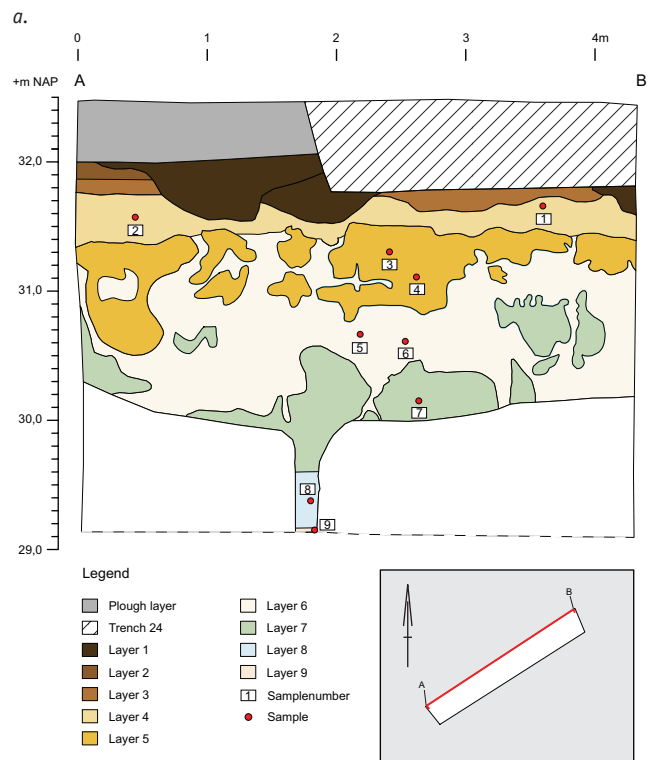 a.
0 1 2 3 4m
+m NAP A B
32,0
1
2
3
31,0
4
5
6
7
30,0
8
9
29,0
Legend
Plough layer
Trench 24
Layer 1
Layer 2
Layer 3
Layer 4
Layer 5
Layer 6
Layer 7
Layer 8
Layer 9
1 Samplenumber
Sample
B
A